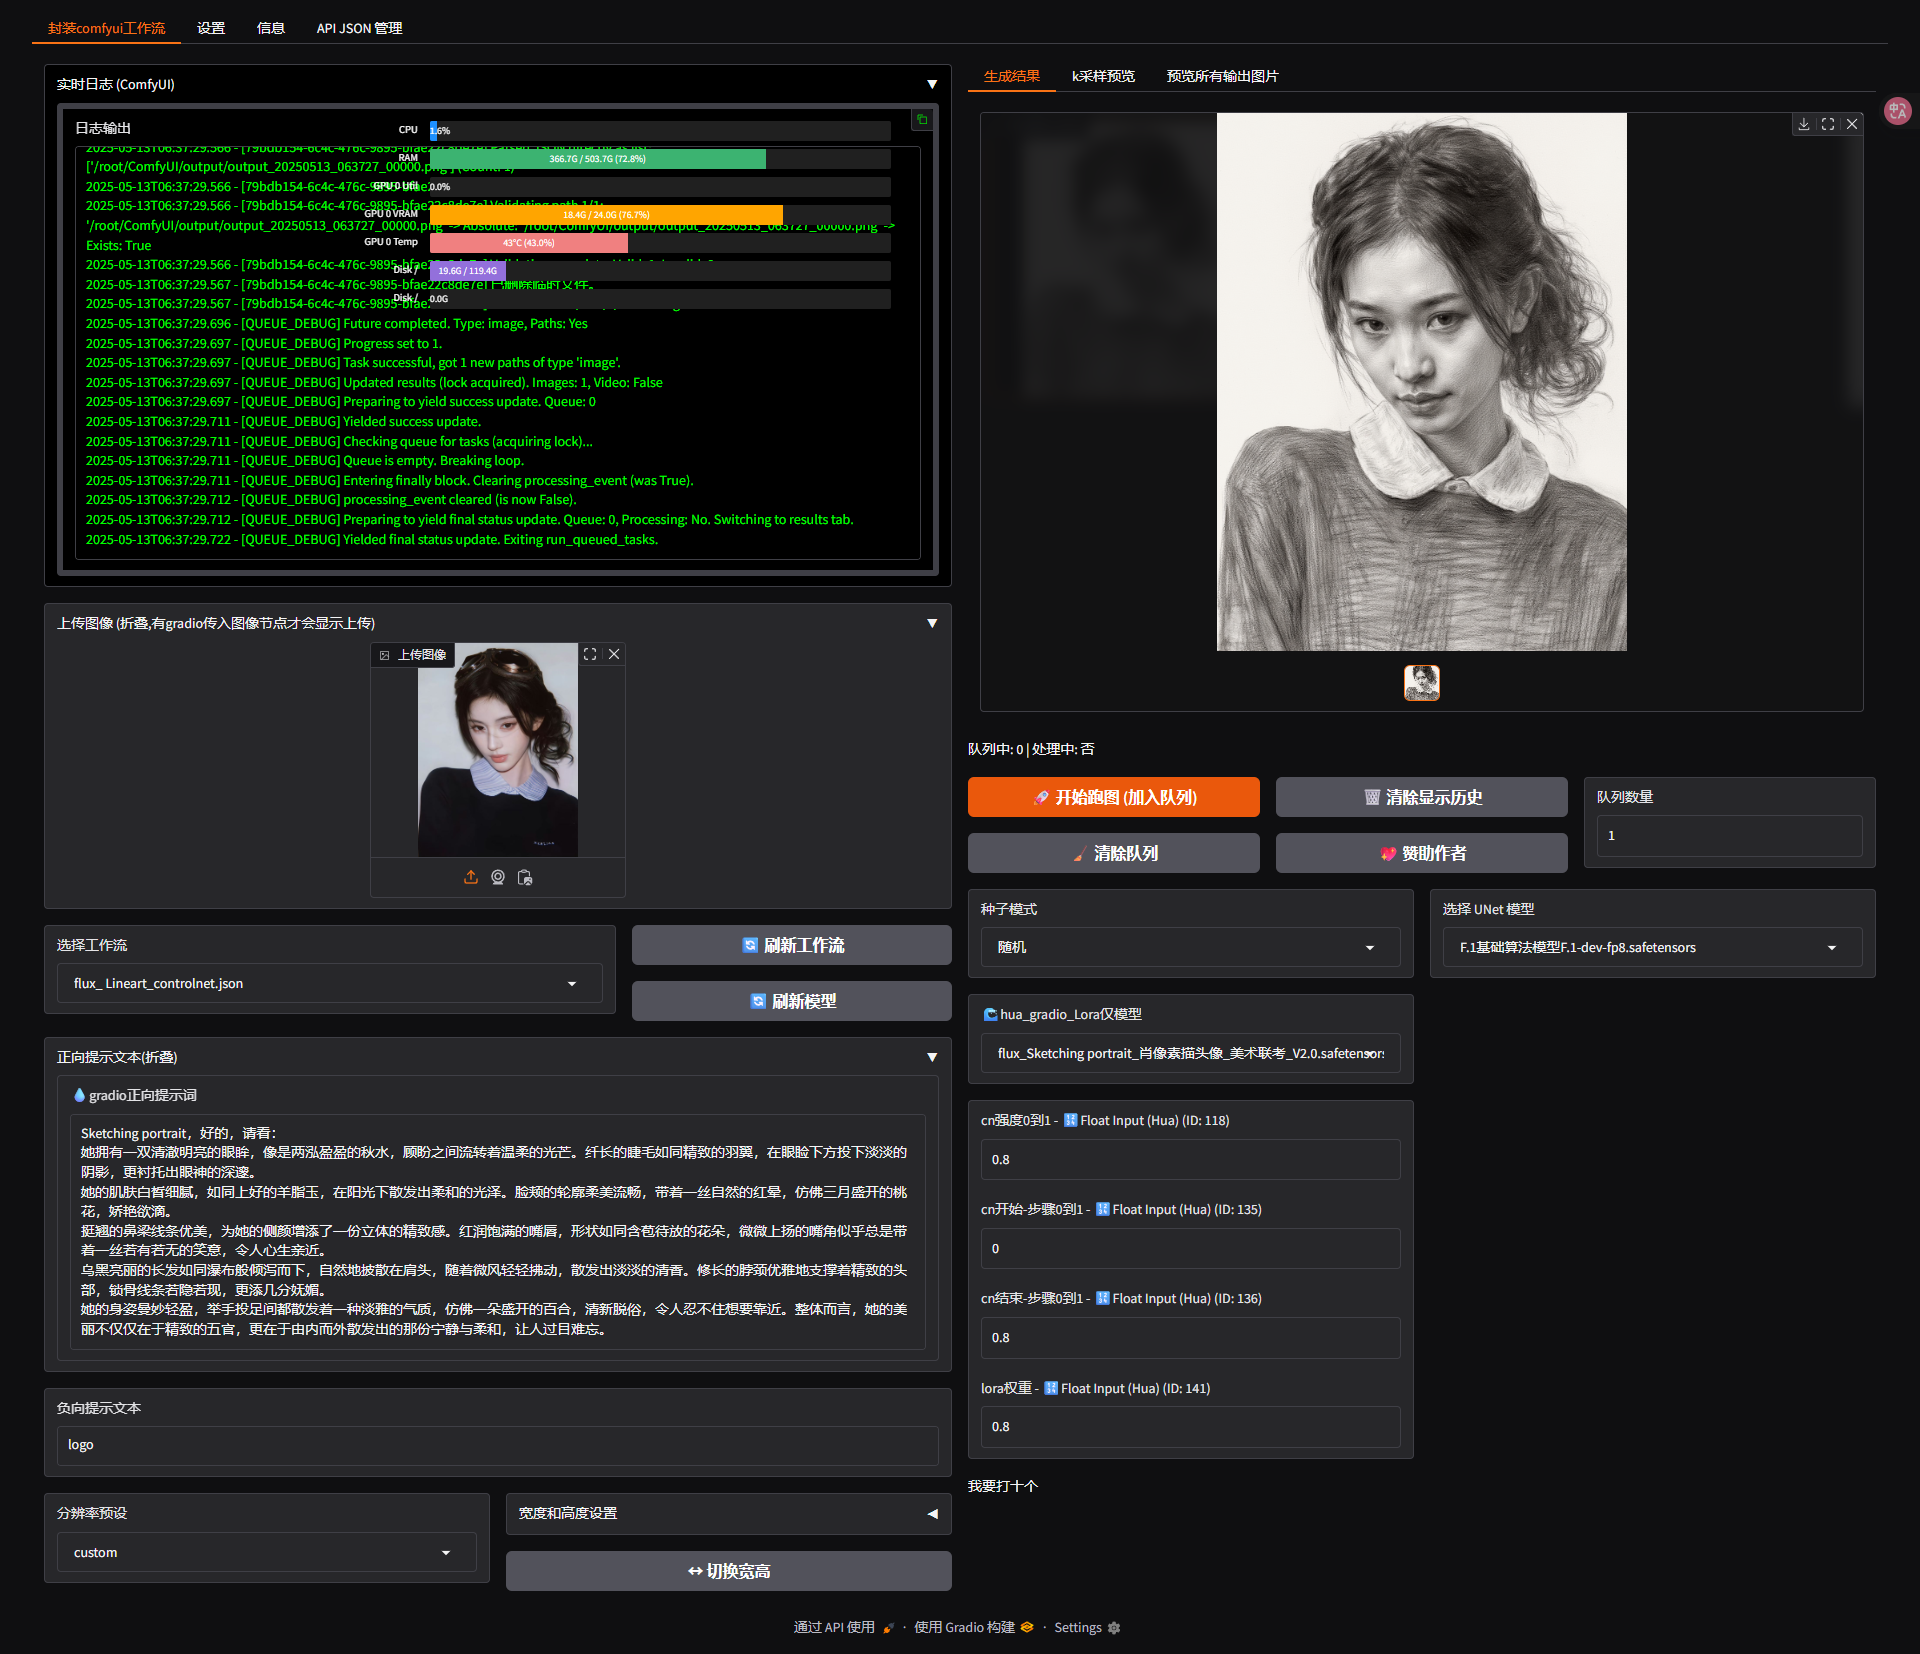 封装comfyui工作流
设置
信息
API JSON 管理
实时日志 (ComfyUI)
▼
日志输出
CPU
1.6%
RAM
366.7G / 503.7G (72.8%)
GPU 0 Util
0.0%
GPU 0 VRAM
18.4G / 24.0G (76.7%)
GPU 0 Temp
43°C (43.0%)
Disk /
19.6G / 119.4G
Disk /
0.0G
['/root/ComfyUI/output/output_20250513_063727_00000.png'] (Count: 1)
2025-05-13T06:37:29.566 - [79bdb154-6c4c-476c-9895-bfae
2025-05-13T06:37:29.566 - [79bdb154-6c4c-476c-9895-bfae22c8de7e] Validating path 1/1:
'/root/ComfyUI/output/output_20250513_063727_00000.png' -> Absolute: '/root/ComfyUI/output/output_20250513_063727_00000.png' ->
Exists: True
2025-05-13T06:37:29.566 - [79bdb154-6c4c-476c-9895-bfae
2025-05-13T06:37:29.567 - [79bdb154-6c4c-476c-9895-bfae22c8de7e] 已删除临时文件。
2025-05-13T06:37:29.567 - [79bdb154-6c4c-476c-9895-bfae
2025-05-13T06:37:29.696 - [QUEUE_DEBUG] Future completed. Type: image, Paths: Yes
2025-05-13T06:37:29.697 - [QUEUE_DEBUG] Progress set to 1.
2025-05-13T06:37:29.697 - [QUEUE_DEBUG] Task successful, got 1 new paths of type 'image'.
2025-05-13T06:37:29.697 - [QUEUE_DEBUG] Updated results (lock acquired). Images: 1, Video: False
2025-05-13T06:37:29.697 - [QUEUE_DEBUG] Preparing to yield success update. Queue: 0
2025-05-13T06:37:29.711 - [QUEUE_DEBUG] Yielded success update.
2025-05-13T06:37:29.711 - [QUEUE_DEBUG] Checking queue for tasks (acquiring lock)...
2025-05-13T06:37:29.711 - [QUEUE_DEBUG] Queue is empty. Breaking loop.
2025-05-13T06:37:29.711 - [QUEUE_DEBUG] Entering finally block. Clearing processing_event (was True).
2025-05-13T06:37:29.712 - [QUEUE_DEBUG] processing_event cleared (is now False).
2025-05-13T06:37:29.712 - [QUEUE_DEBUG] Preparing to yield final status update. Queue: 0, Processing: No. Switching to results tab.
2025-05-13T06:37:29.722 - [QUEUE_DEBUG] Yielded final status update. Exiting run_queued_tasks.
上传图像 (折叠,有gradio传入图像节点才会显示上传)
▼
上传图像
选择工作流
flux_ Lineart_controlnet.json
刷新工作流
刷新模型
正向提示文本(折叠)
▼
gradio正向提示词
Sketching portrait，好的，请看：
她拥有一双清澈明亮的眼眸，像是两泓盈盈的秋水，顾盼之间流转着温柔的光芒。纤长的睫毛如同精致的羽翼，在眼睑下方投下淡淡的
阴影，更衬托出眼神的深邃。
她的肌肤白皙细腻，如同上好的羊脂玉，在阳光下散发出柔和的光泽。脸颊的轮廓柔美流畅，带着一丝自然的红晕，仿佛三月盛开的桃
花，娇艳欲滴。
挺翘的鼻梁线条优美，为她的侧颜增添了一份立体的精致感。红润饱满的嘴唇，形状如同含苞待放的花朵，微微上扬的嘴角似乎总是带
着一丝若有若无的笑意，令人心生亲近。
乌黑亮丽的长发如同瀑布般倾泻而下，自然地披散在肩头，随着微风轻轻拂动，散发出淡淡的清香。修长的脖颈优雅地支撑着精致的头
部，锁骨线条若隐若现，更添几分妩媚。
她的身姿曼妙轻盈，举手投足间都散发着一种淡雅的气质，仿佛一朵盛开的百合，清新脱俗，令人忍不住想要靠近。整体而言，她的美
丽不仅仅在于精致的五官，更在于由内而外散发出的那份宁静与柔和，让人过目难忘。
负向提示文本
logo
分辨率预设
custom
宽度和高度设置
◀
↔ 切换宽高
生成结果
k采样预览
预览所有输出图片
队列中: 0 | 处理中: 否
开始跑图 (加入队列)
清除显示历史
清除队列
赞助作者
队列数量
1
种子模式
随机
选择 UNet 模型
F.1基础算法模型F.1-dev-fp8.safetensors
hua_gradio_Lora仅模型
flux_Sketching portrait_肖像素描头像_美术联考_V2.0.safetensors
cn强度0到1 - 🔢 Float Input (Hua) (ID: 118)
0.8
cn开始-步骤0到1 - 🔢 Float Input (Hua) (ID: 135)
0
cn结束-步骤0到1 - 🔢 Float Input (Hua) (ID: 136)
0.8
lora权重 - 🔢 Float Input (Hua) (ID: 141)
0.8
我要打十个
通过 API 使用 · 使用 Gradio 构建 · Settings